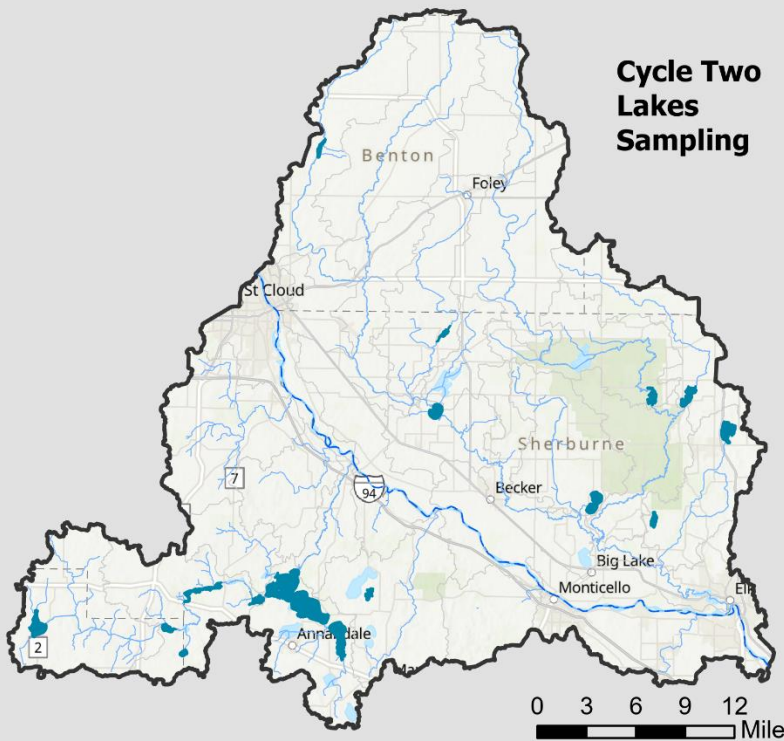 Cycle Two
Lakes
Sampling
Benton
Foley
St Cloud
Sherburne
7
94
Becker
Big Lake
Monticello
Elk
2
Annandale
0 3 6 9 12
Mile